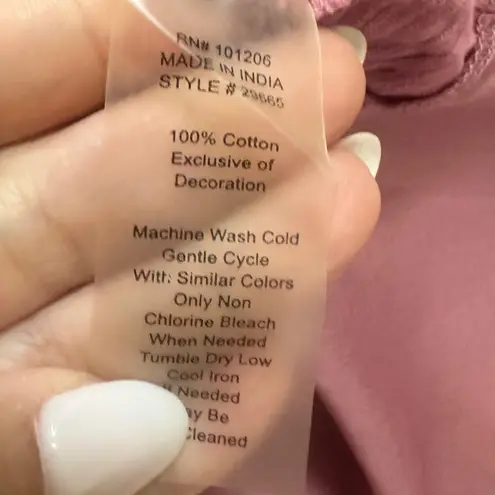 RN# 101206
MADE IN INDIA
STYLE # 29665
100% Cotton
Exclusive of
Decoration
Machine Wash Cold
Gentle Cycle
With Similar Colors
Only Non
Chlorine Bleach
When Needed
Tumble Dry Low
Cool Iron
Needed
ay Be
Cleaned